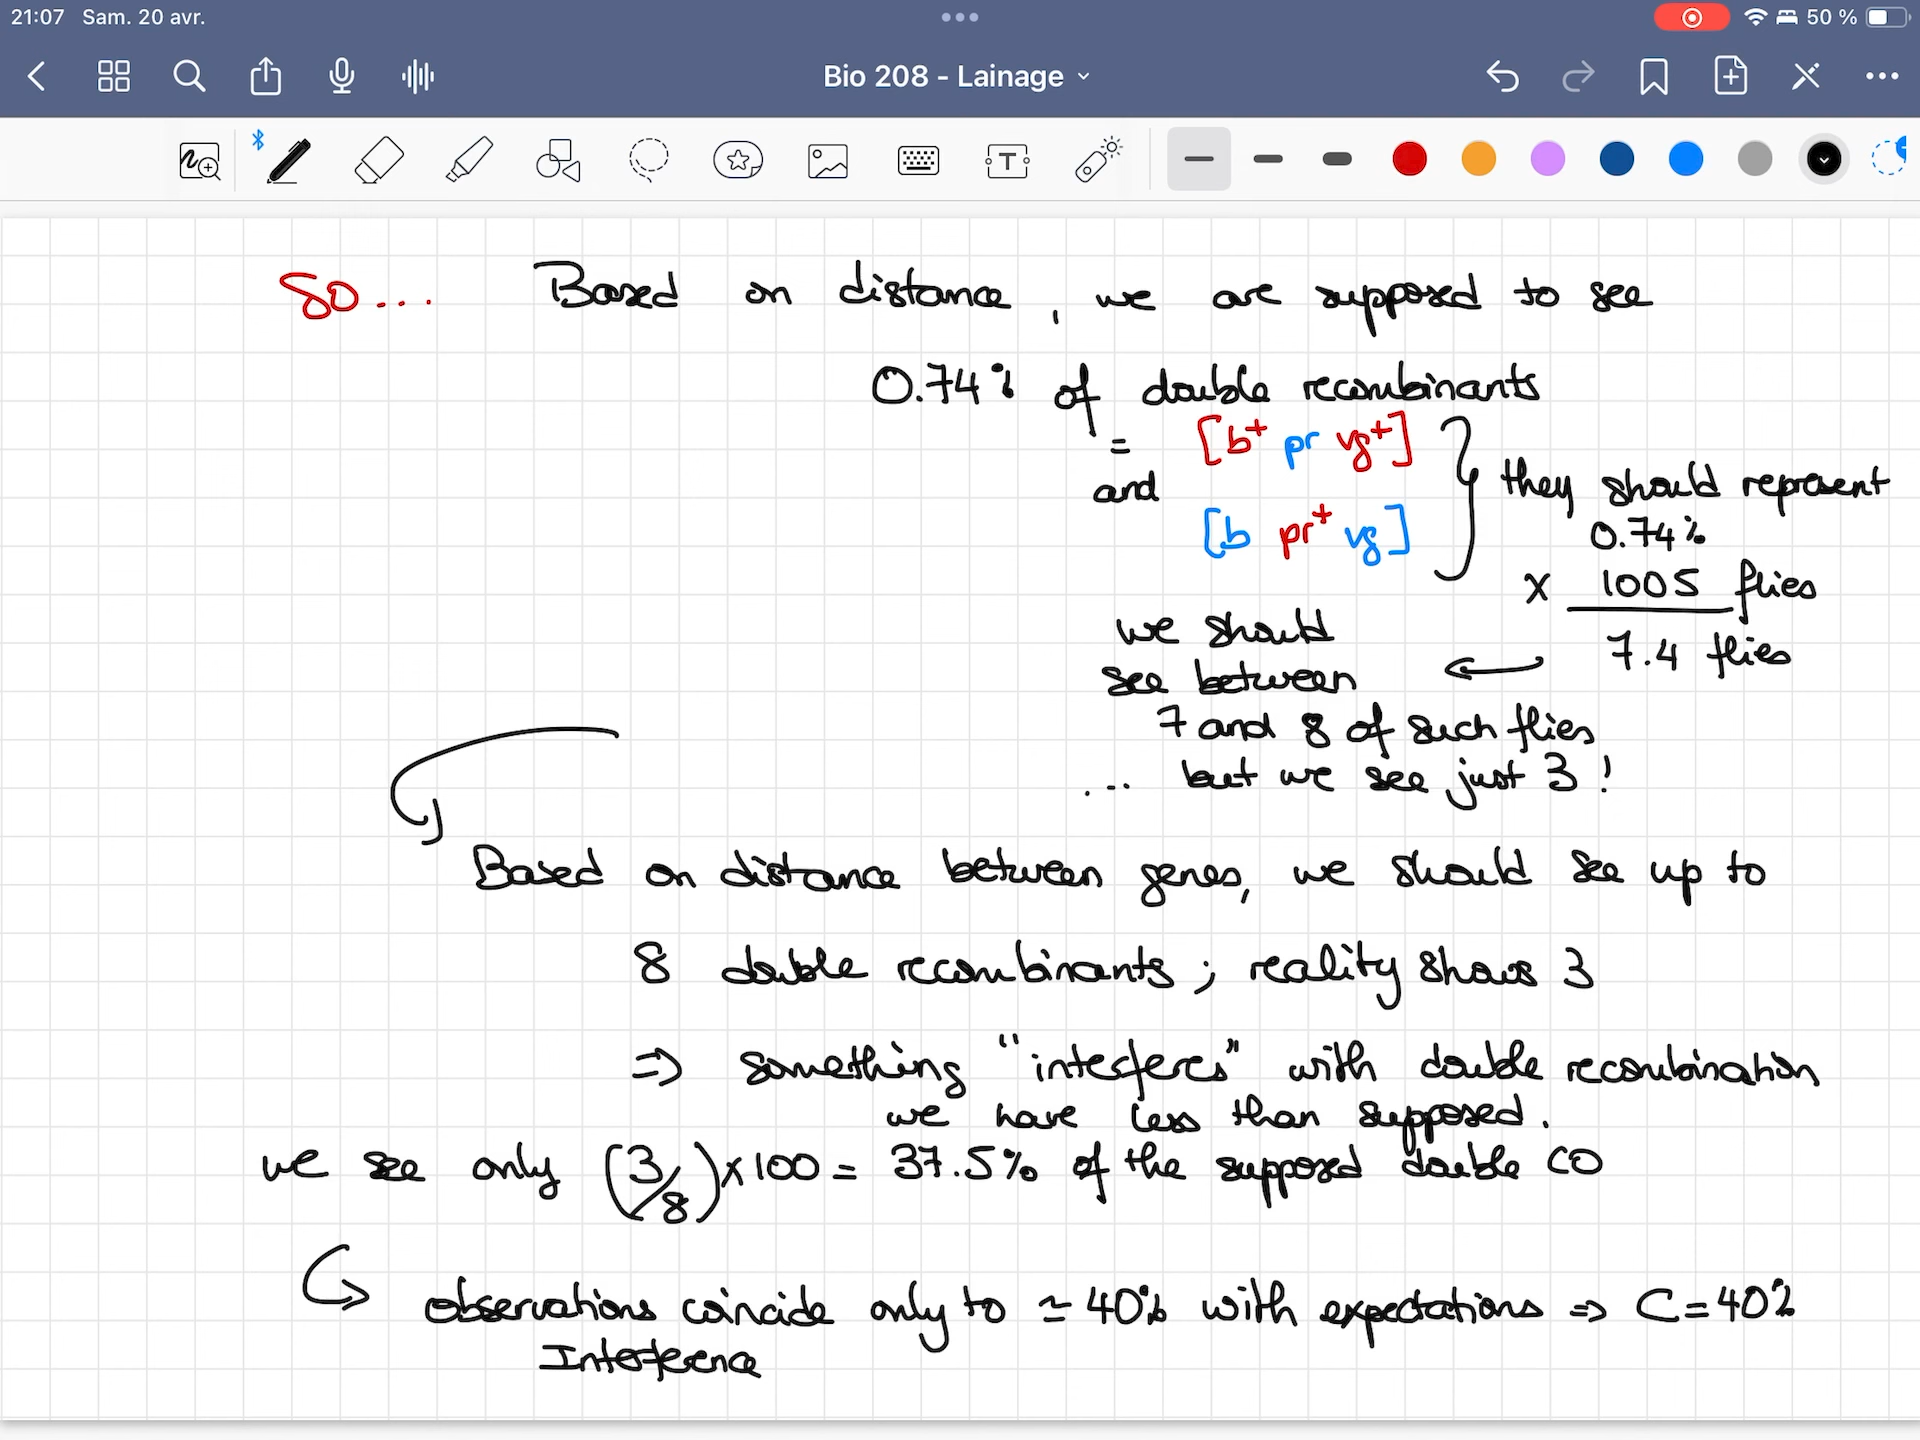 21:07 Sam. 20 avr.
50 %
Bio 208 - Lainage
T
So... Based on distance, we are supposed to see
0.74% of double recombinants
= [b+ pr vg+]
and
they should represent
[b pr+ vg]
0.74%
x 1005 flies
7.4 flies
we should
see between
7 and 8 of such flies
... but we see just 3!
Based on distance between genes, we should see up to
8 double recombinants; reality shows 3
=> something "interferes" with double recombination
we have less than supposed.
we see only (3/8) x 100 = 37.5% of the supposed double CO
observations coincide only to ≃ 40% with expectations => C = 40%
Interference